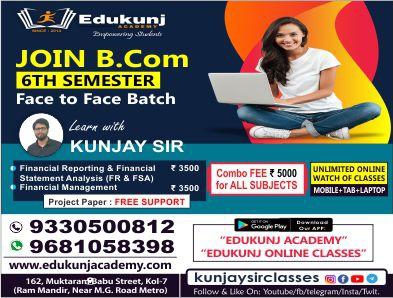 Edukunj
ACADEMY
SINCE - 2014
Empowering Students
JOIN B.Com
6TH SEMESTER
Face to Face Batch
Learn with
KUNJAY SIR
Financial Reporting & Financial ₹ 3500
Statement Analysis (FR & FSA)
Financial Management ₹ 3500
Project Paper : FREE SUPPORT
Combo FEE ₹ 5000
for ALL SUBJECTS
UNLIMITED ONLINE
WATCH OF CLASSES
MOBILE+TAB+LAPTOP
9330500812
9681058398
www.edukunjacademy.com
162, Muktaram Babu Street, Kol-7
(Ram Mandir, Near M.G. Road Metro)
GET IT ON
Google Play
Download
Our APP:
“EDUKUNJ ACADEMY”
“EDUKUNJ ONLINE CLASSES”
kunjaysirclasses
Follow & Like On: Youtube/fb/telegram/Insta/Twit.